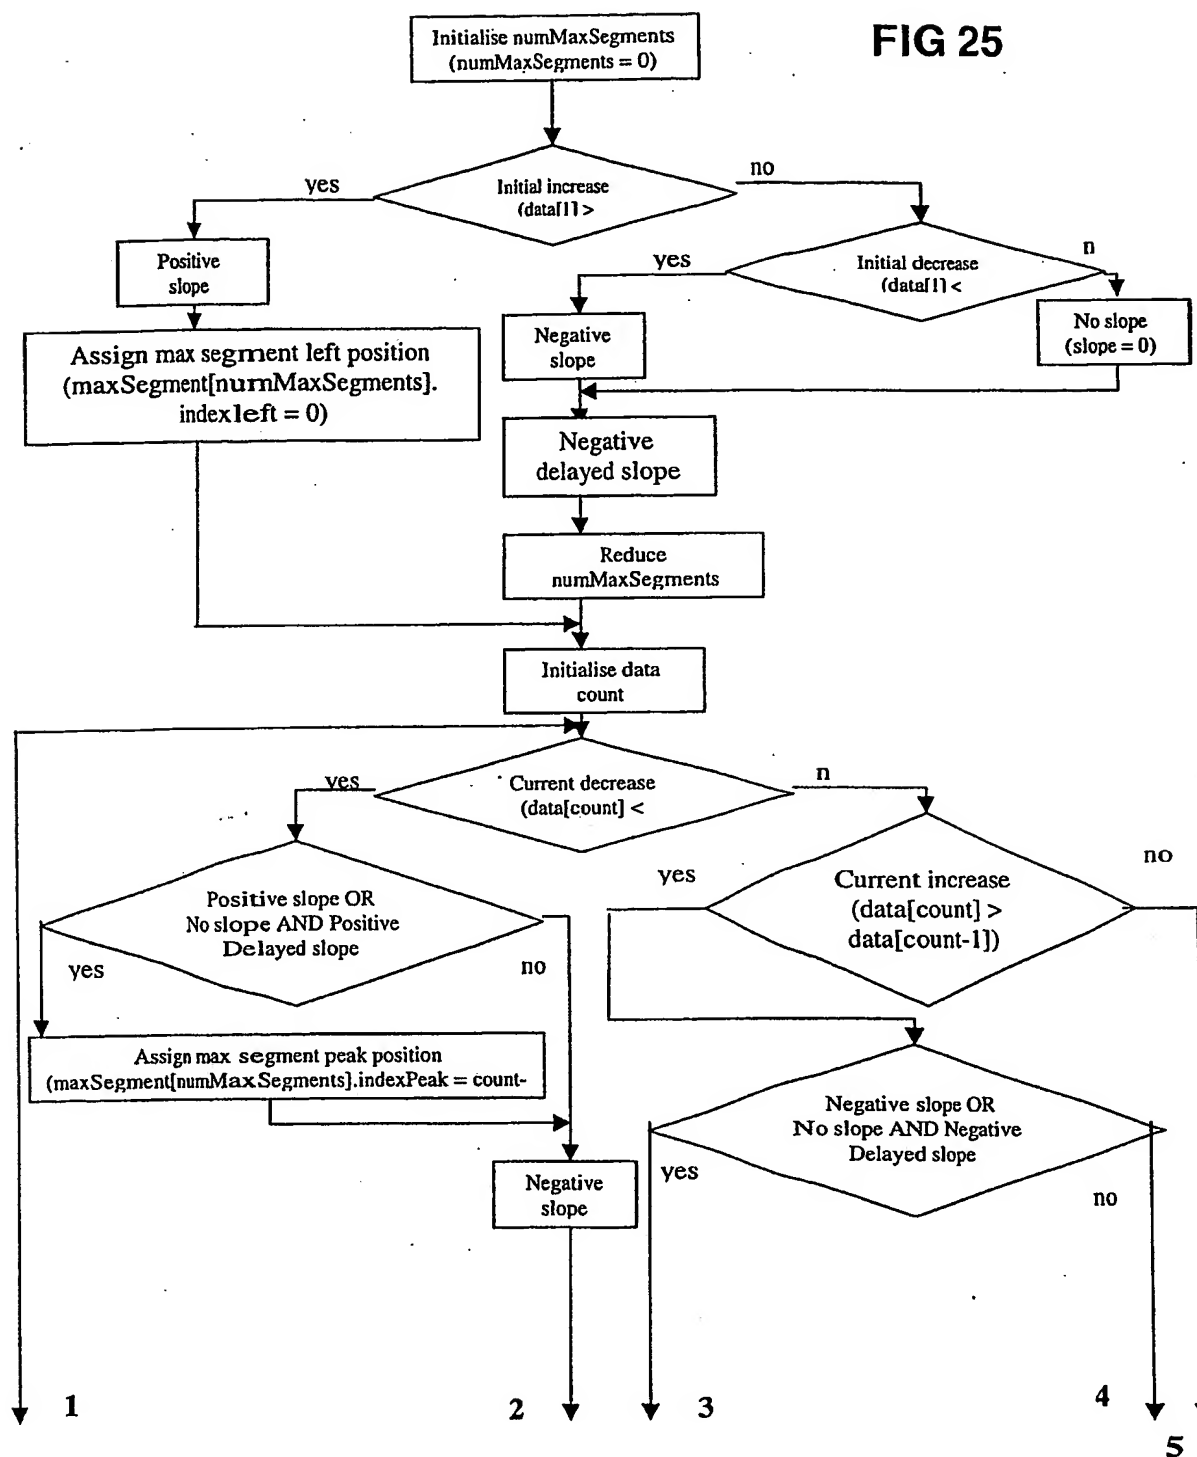 FIG 25
Initialise numMaxSegments
(numMaxSegments = 0)
Initial increase
(data[1] >
yes
no
Positive
slope
Initial decrease
(data[1] <
yes
n
Assign max segment left position
(maxSegment[numMaxSegments].
indexleft = 0)
Negative
slope
No slope
(slope = 0)
Negative
delayed slope
Reduce
numMaxSegments
Initialise data
count
Current decrease
(data[count] <
yes
n
Positive slope OR
No slope AND Positive
Delayed slope
yes
no
Current increase
(data[count] >
data[count-1])
yes
no
Assign max segment peak position
(maxSegment[numMaxSegments].indexPeak = count-
Negative slope OR
No slope AND Negative
Delayed slope
yes
no
Negative
slope
1
2
3
4
5